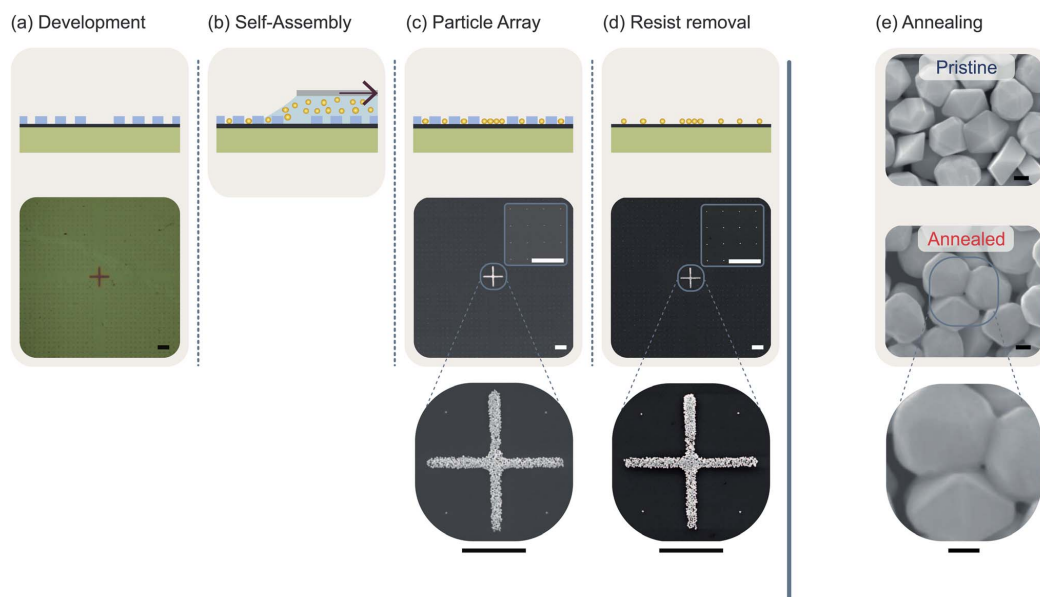 (a) Development
(b) Self-Assembly
(c) Particle Array
(d) Resist removal
(e) Annealing
Pristine
Annealed